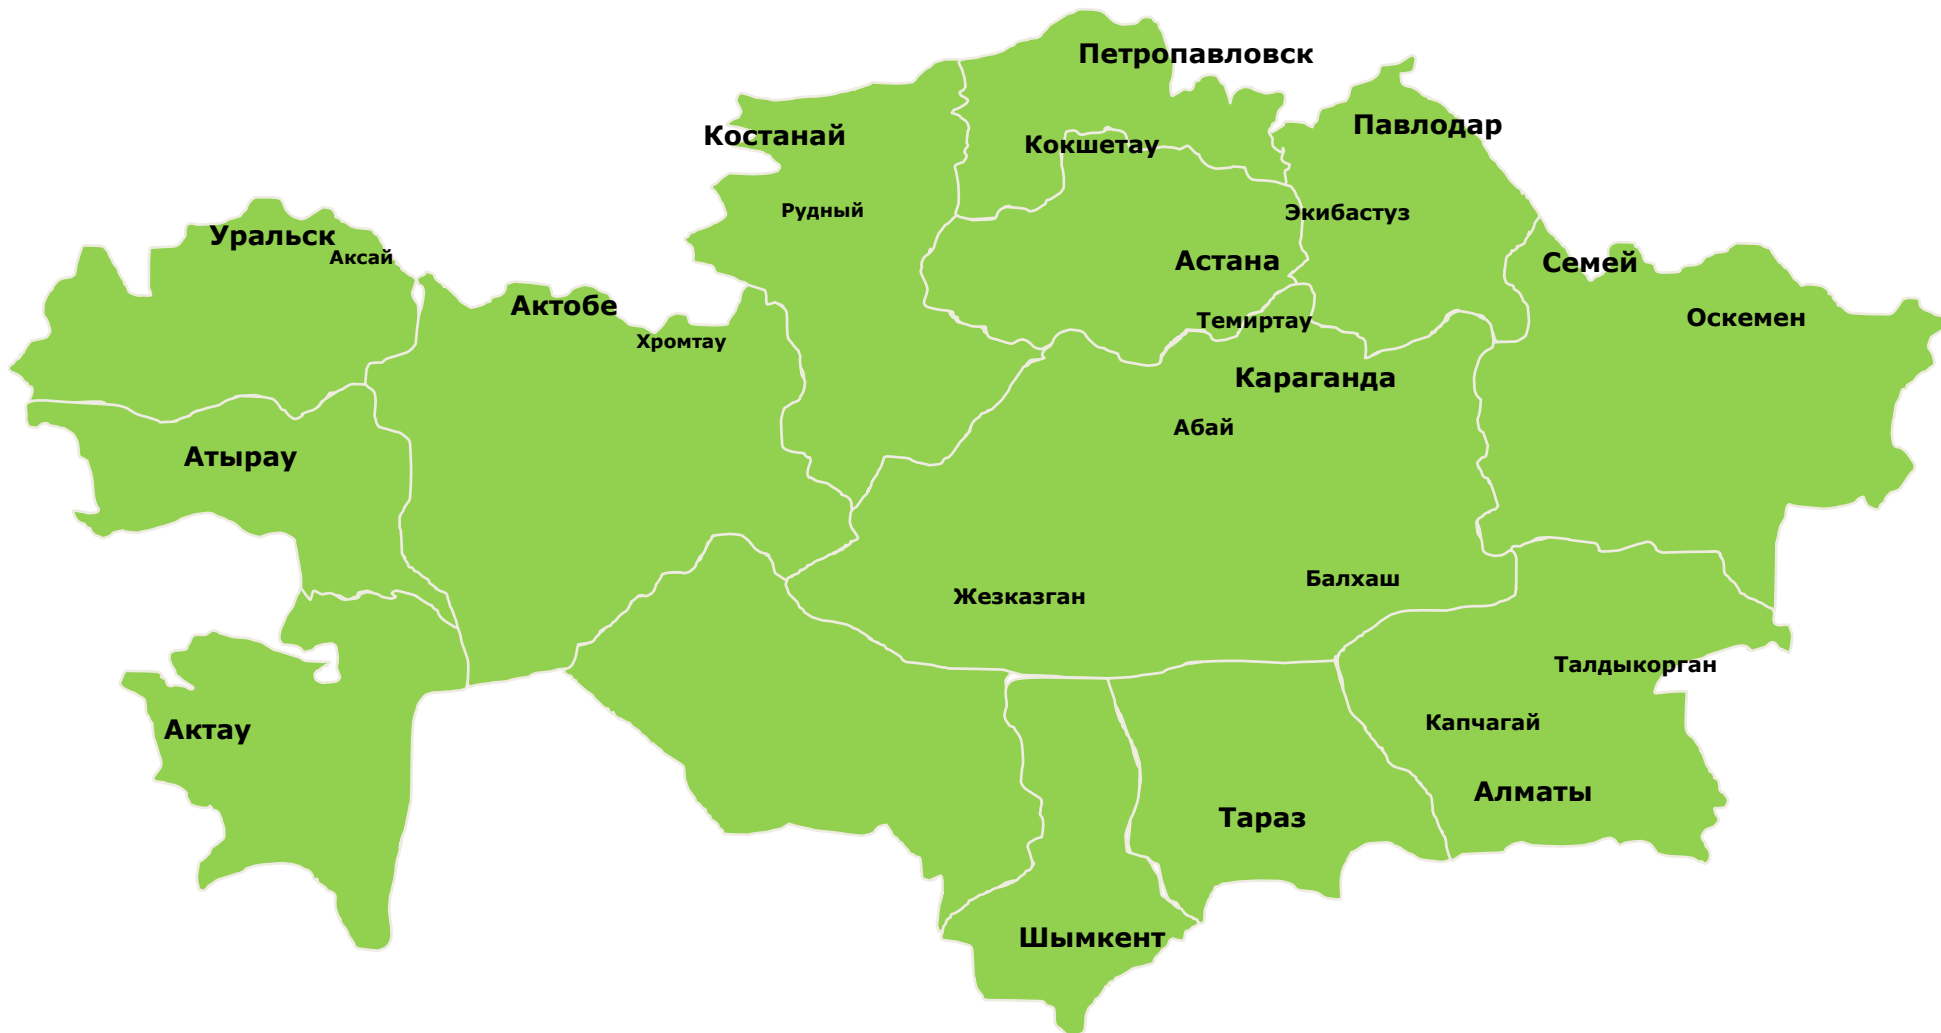 Петропавловск
Павлодар
Костанай
Кокшетау
Рудный
Экибастуз
Уральск
Аксай
Астана
Семей
Актобе
Темиртау
Оскемен
Хромтау
Караганда
Абай
Атырау
Балхаш
Жезказган
Талдыкорган
Капчагай
Актау
Алматы
Тараз
Шымкент